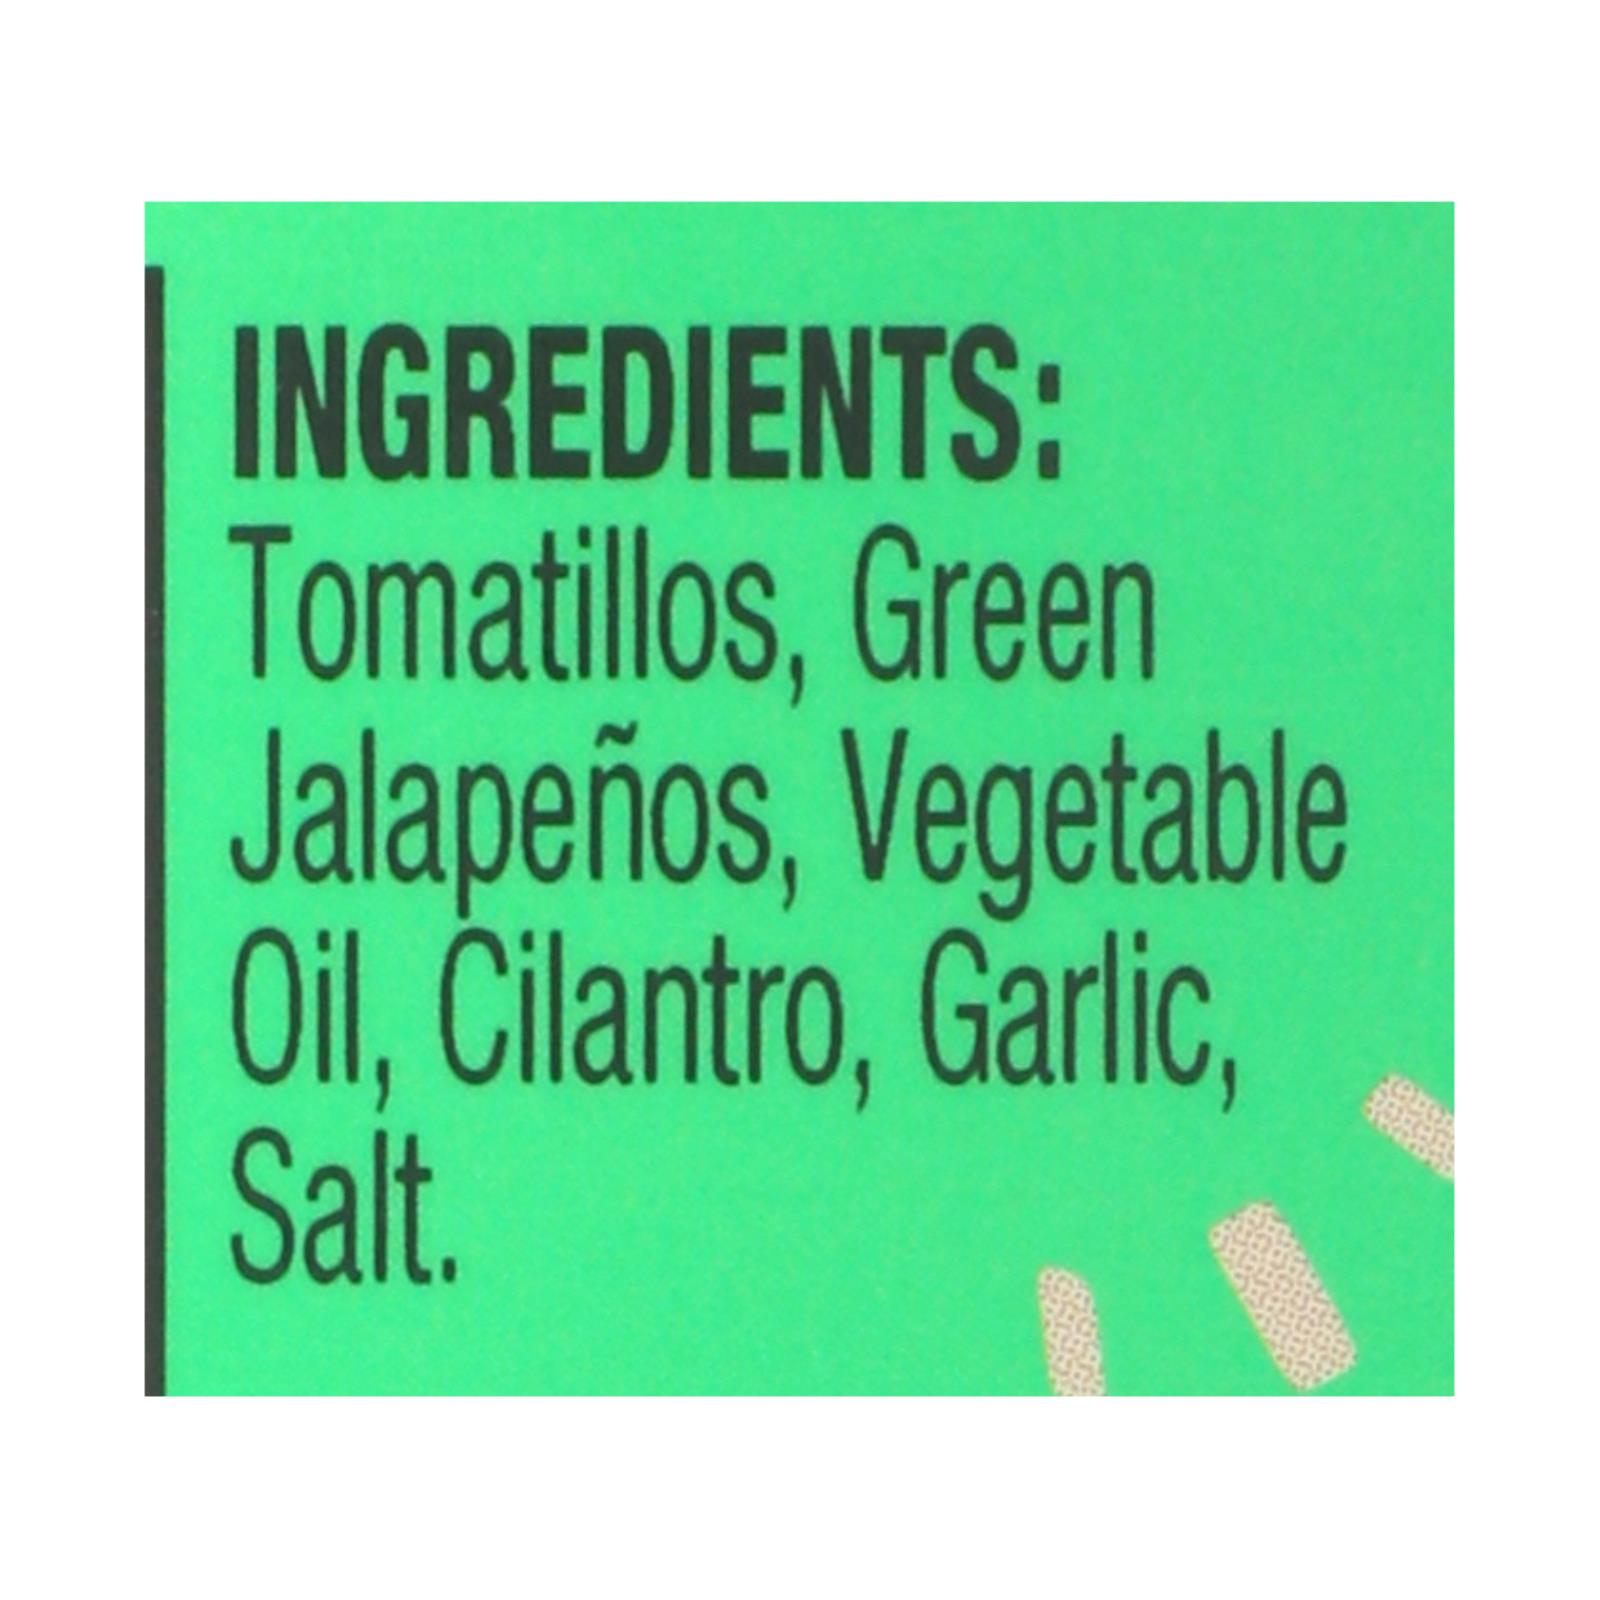 INGREDIENTS:
Tomatillos, Green
Jalapeños, Vegetable
Oil, Cilantro, Garlic,
Salt.